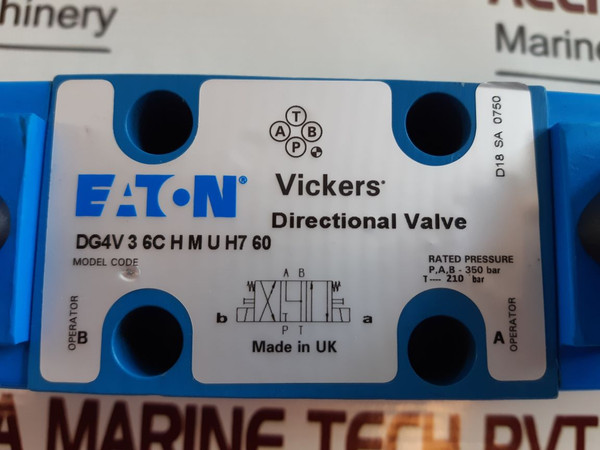 hinery
Marine
T
A B
P
D18 SA 0750
EATON® Vickers®
Directional Valve
DG4V 3 6C H M U H7 60
MODEL CODE
RATED PRESSURE
P,A,B - 350 bar
T---- 210 bar
A B
b a
P T
OPERATOR
B
OPERATOR
A
Made in UK
A MARINE TECH PVT